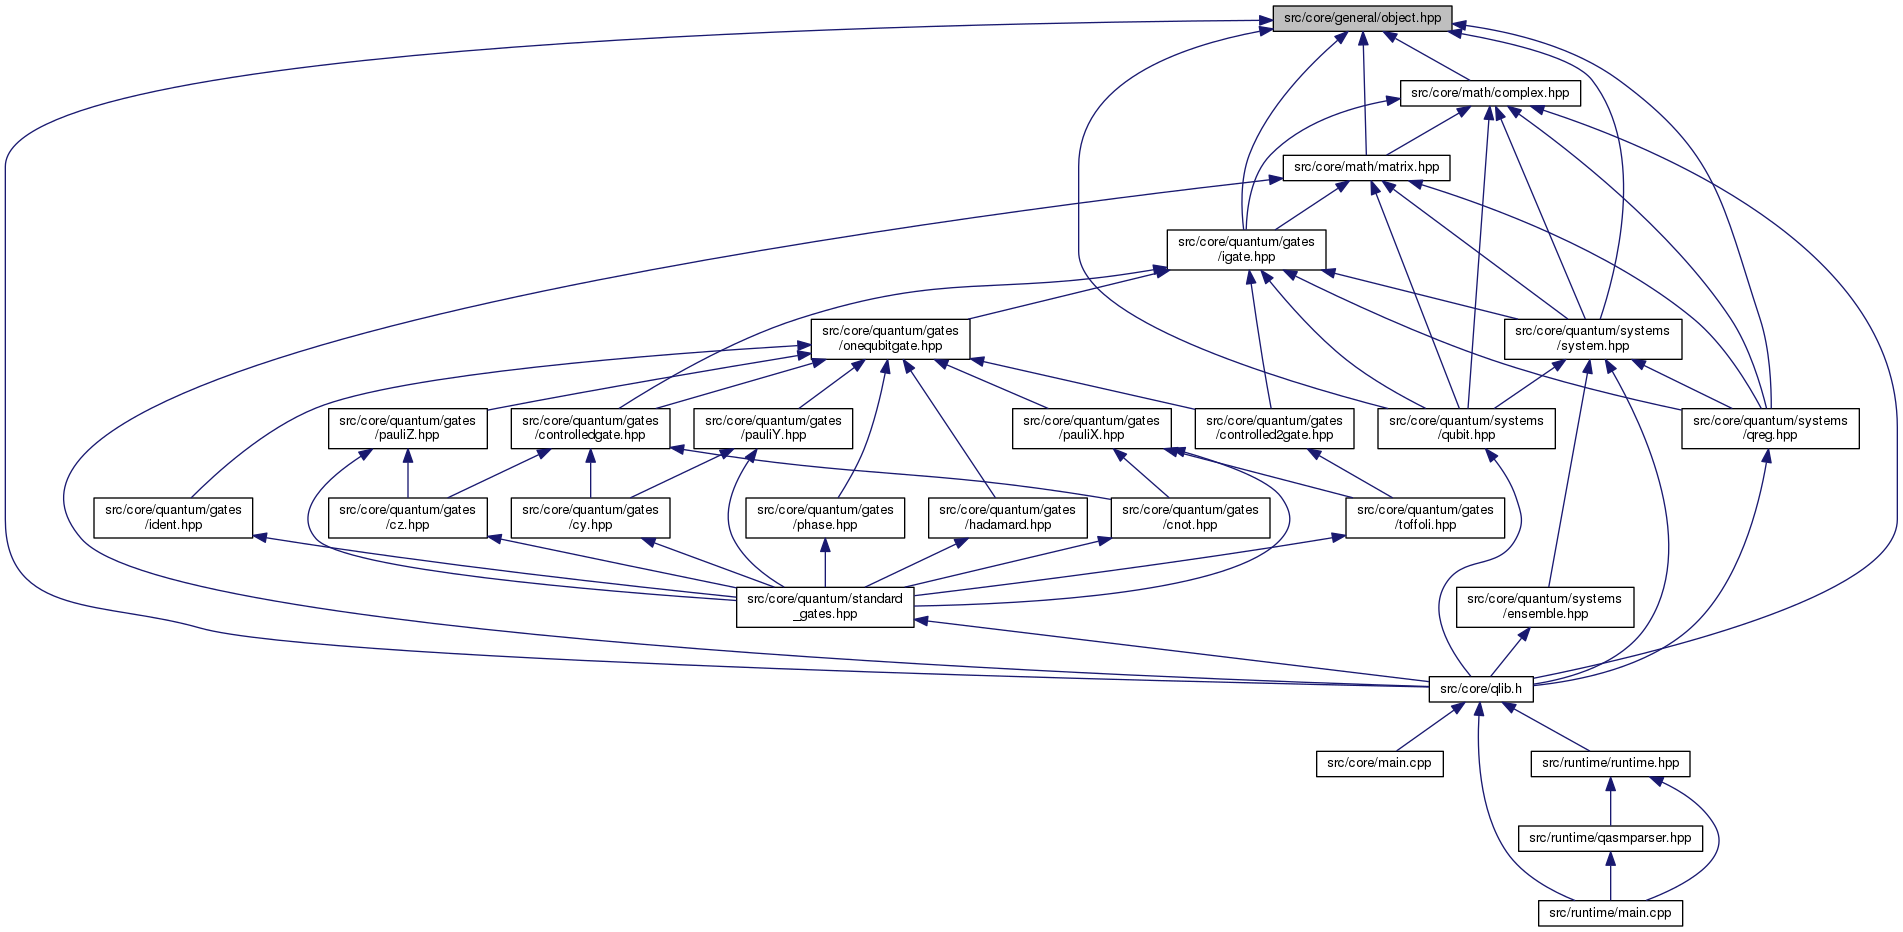 src/core/general/object.hpp
src/core/math/complex.hpp
src/core/math/matrix.hpp
src/core/quantum/gates
/igate.hpp
src/core/quantum/gates
/onequbitgate.hpp
src/core/quantum/systems
/system.hpp
src/core/quantum/gates
/pauliZ.hpp
src/core/quantum/gates
/controlledgate.hpp
src/core/quantum/gates
/pauliY.hpp
src/core/quantum/gates
/pauliX.hpp
src/core/quantum/gates
/controlled2gate.hpp
src/core/quantum/systems
/qubit.hpp
src/core/quantum/systems
/qreg.hpp
src/core/quantum/gates
/ident.hpp
src/core/quantum/gates
/cz.hpp
src/core/quantum/gates
/cy.hpp
src/core/quantum/gates
/phase.hpp
src/core/quantum/gates
/hadamard.hpp
src/core/quantum/gates
/cnot.hpp
src/core/quantum/gates
/toffoli.hpp
src/core/quantum/standard
_gates.hpp
src/core/quantum/systems
/ensemble.hpp
src/core/qlib.h
src/core/main.cpp
src/runtime/runtime.hpp
src/runtime/qasmparser.hpp
src/runtime/main.cpp